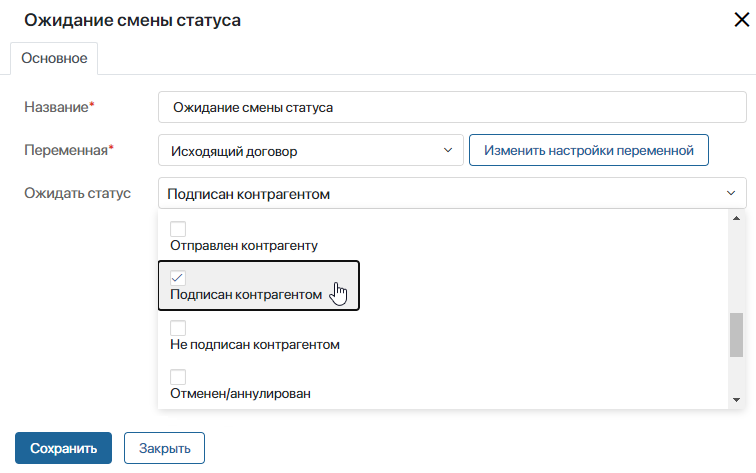 Ожидание смены статуса
Основное
Название*
Ожидание смены статуса
Переменная*
Исходящий договор
Изменить настройки переменной
Ожидать статус
Подписан контрагентом
Отправлен контрагенту
Подписан контрагентом
Не подписан контрагентом
Отменен/аннулирован
Сохранить
Закрыть